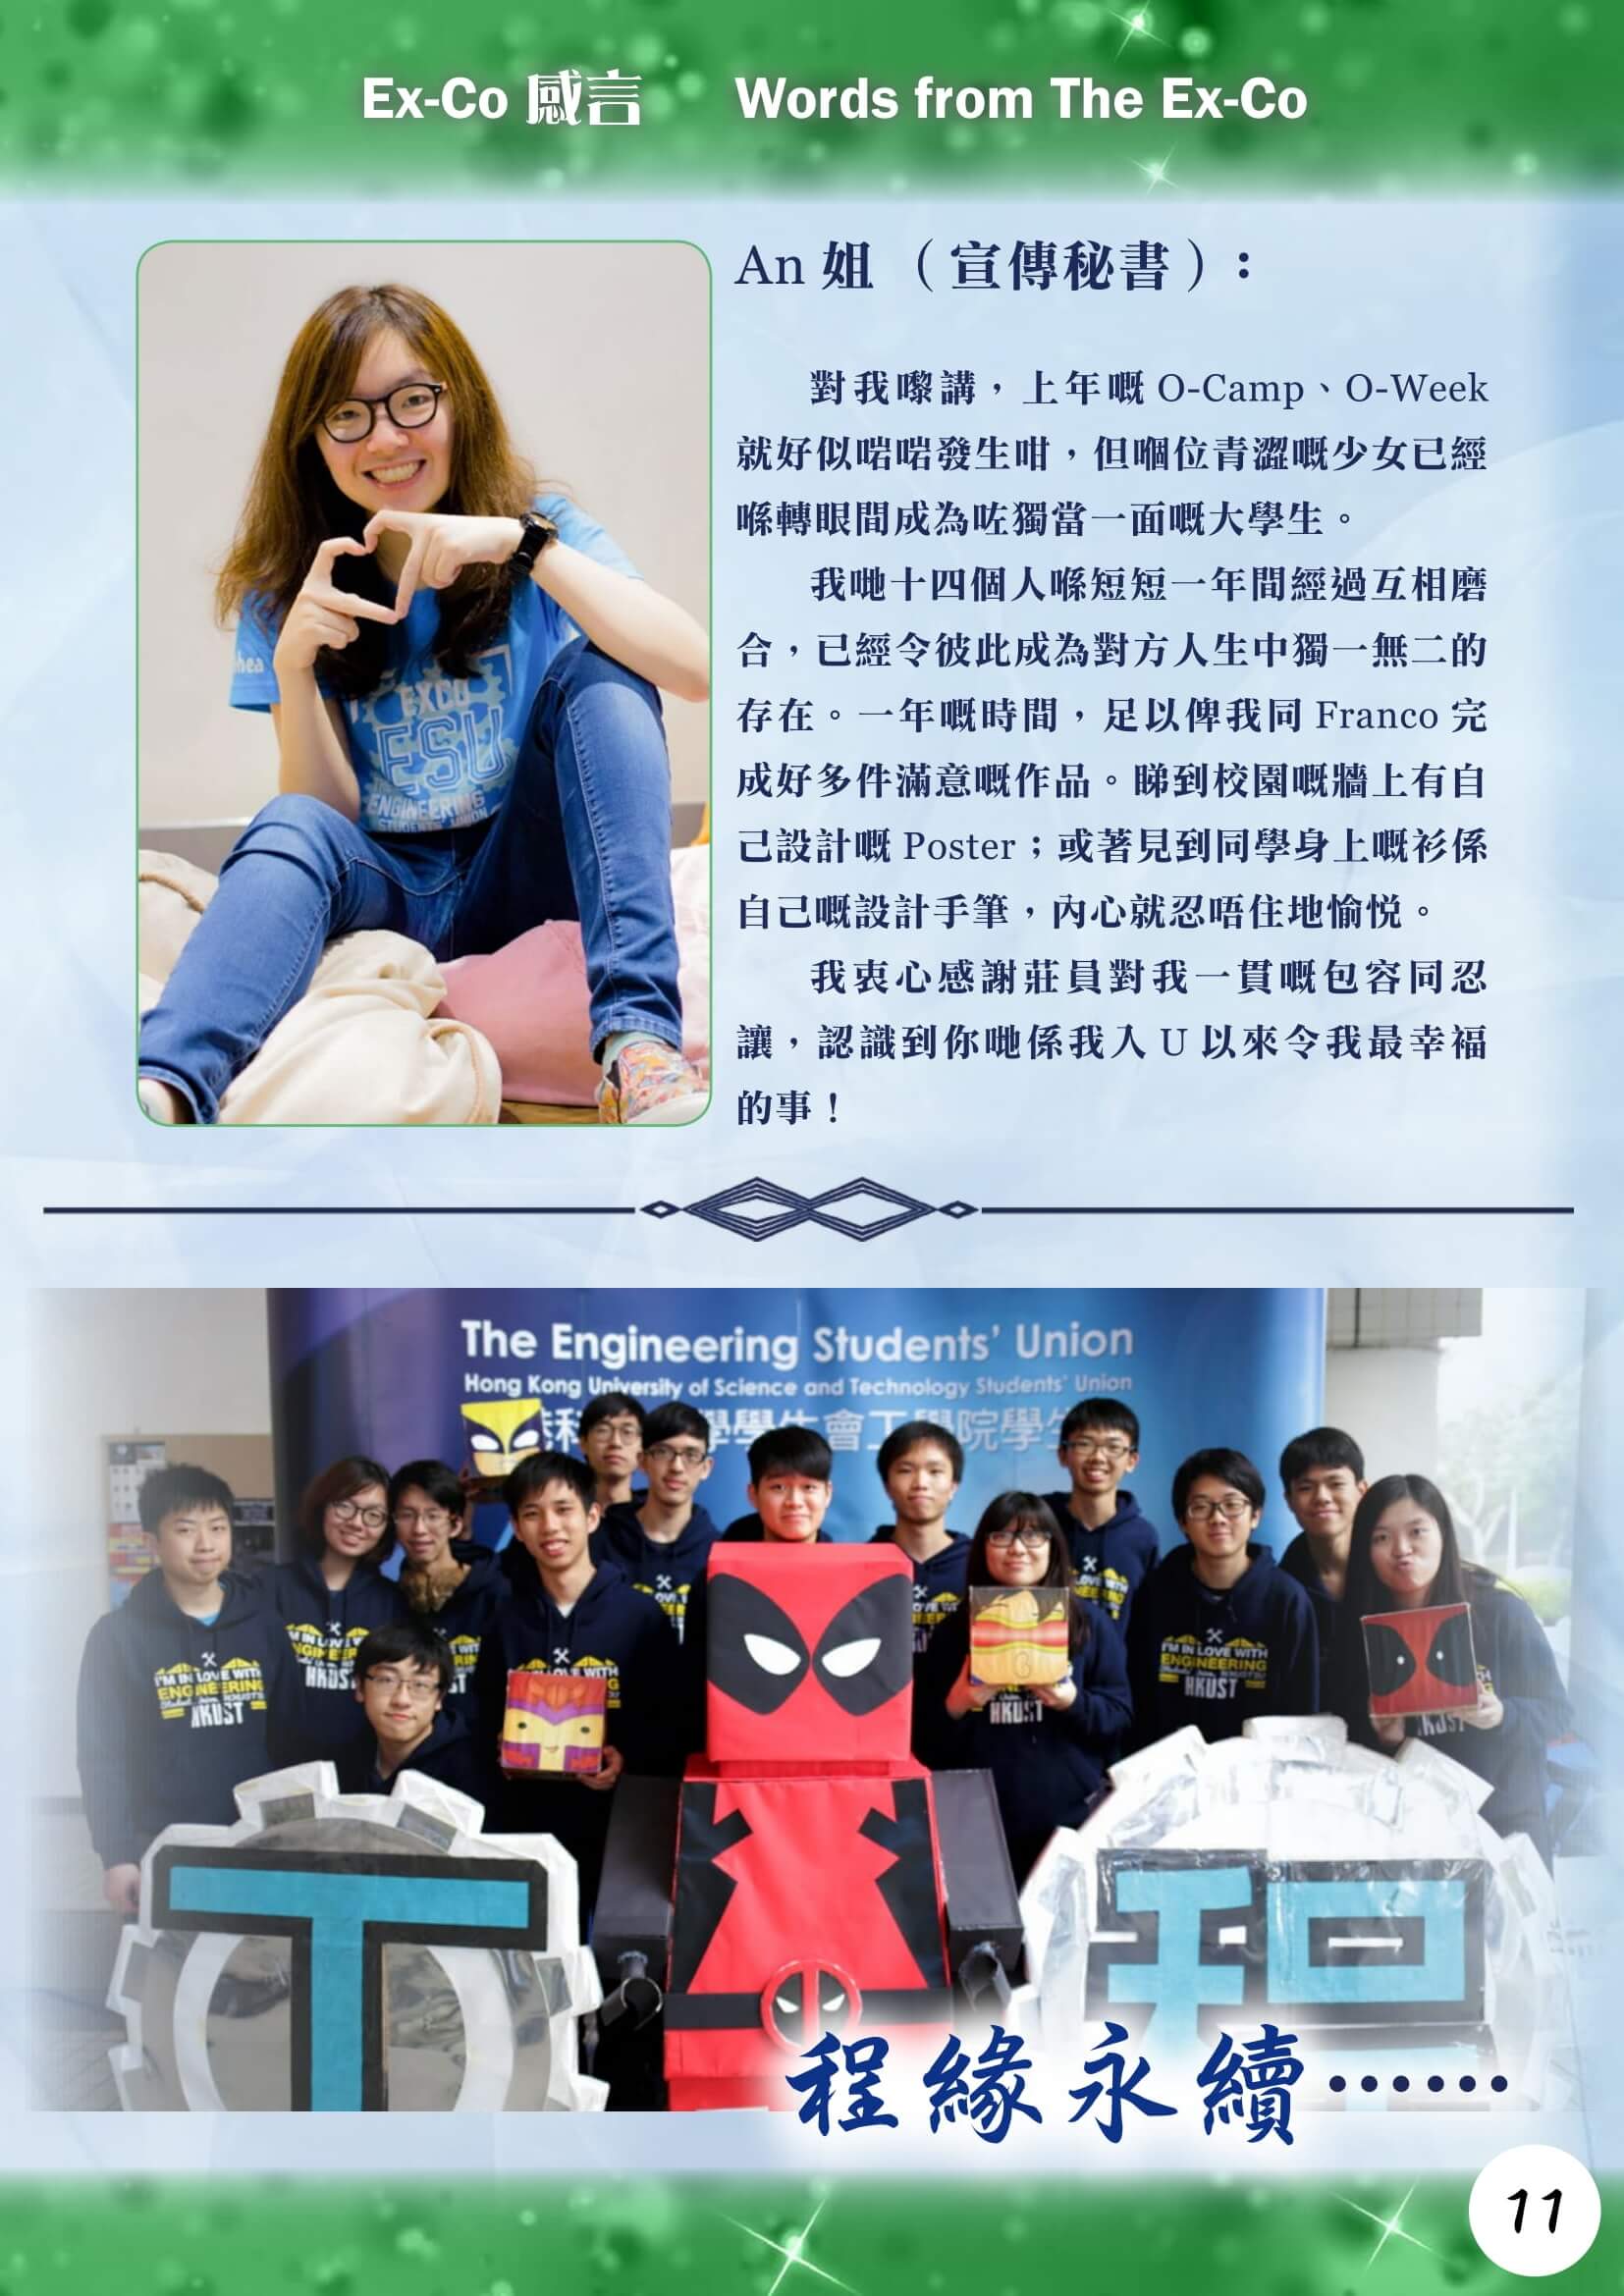 Ex-Co 感言 Words from The Ex-Co
An 姐 （宣傳秘書）：
對我嚟講，上年嘅 O-Camp、O-Week
就好似啱啱發生咁，但嗰位青澀嘅少女已經
喺轉眼間成為咗獨當一面嘅大學生。
我哋十四個人喺短短一年間經過互相磨
合，已經令彼此成為對方人生中獨一無二的
存在。一年嘅時間，足以俾我同 Franco 完
成好多件滿意嘅作品。睇到校園嘅牆上有自
己設計嘅 Poster；或著見到同學身上嘅衫係
自己嘅設計手筆，內心就忍唔住地愉悅。
我衷心感謝莊員對我一貫嘅包容同忍
讓，認識到你哋係我入 U 以來令我最幸福
的事！
EXCO
ESU
ENGINEERING
STUDENTS' UNION
The Engineering Students' Union
Hong Kong University of Science and Technology Students' Union
學學生會工學院學生
I'M IN LOVE WITH
ENGINEERING
HKUST
工程
程緣永續……
11